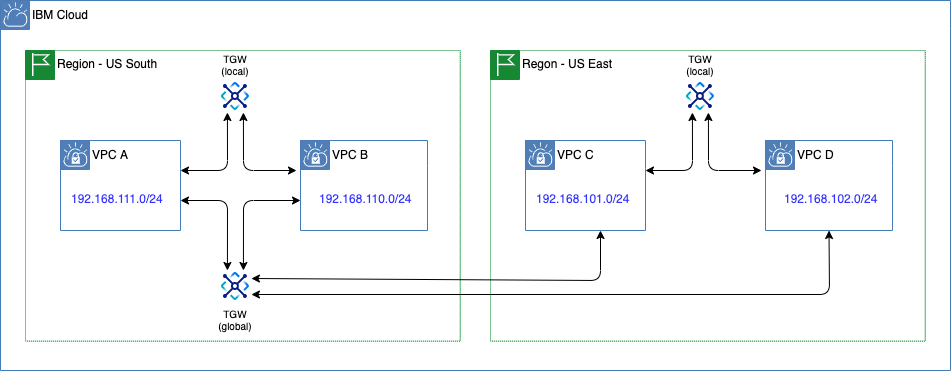 IBM Cloud
Region - US South
TGW
(local)
VPC A
192.168.111.0/24
VPC B
192.168.110.0/24
TGW
(global)
Regon - US East
TGW
(local)
VPC C
192.168.101.0/24
VPC D
192.168.102.0/24